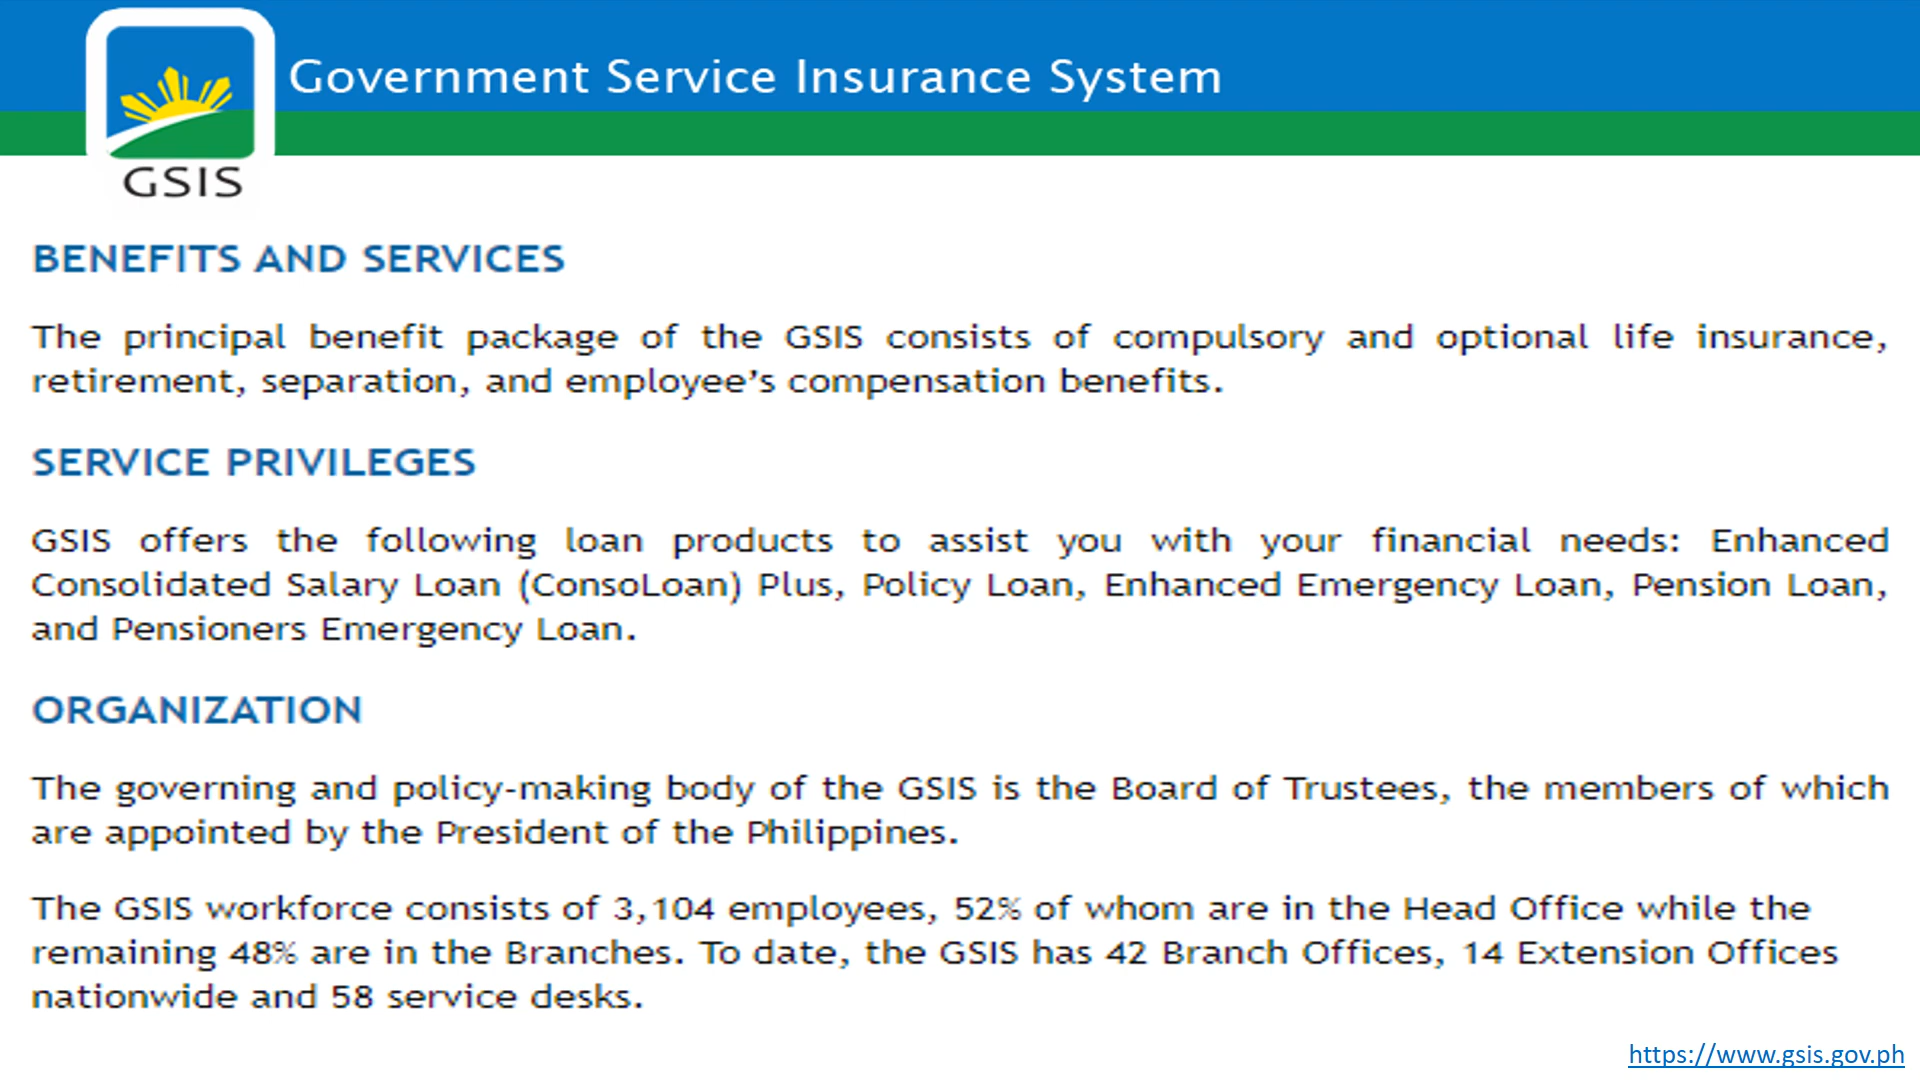 Government Service Insurance System
GSIS
BENEFITS AND SERVICES
The principal benefit package of the GSIS consists of compulsory and optional life insurance,
retirement, separation, and employee’s compensation benefits.
SERVICE PRIVILEGES
GSIS offers the following loan products to assist you with your financial needs: Enhanced
Consolidated Salary Loan (ConsoLoan) Plus, Policy Loan, Enhanced Emergency Loan, Pension Loan,
and Pensioners Emergency Loan.
ORGANIZATION
The governing and policy-making body of the GSIS is the Board of Trustees, the members of which
are appointed by the President of the Philippines.
The GSIS workforce consists of 3,104 employees, 52% of whom are in the Head Office while the
remaining 48% are in the Branches. To date, the GSIS has 42 Branch Offices, 14 Extension Offices
nationwide and 58 service desks.
https://www.gsis.gov.ph